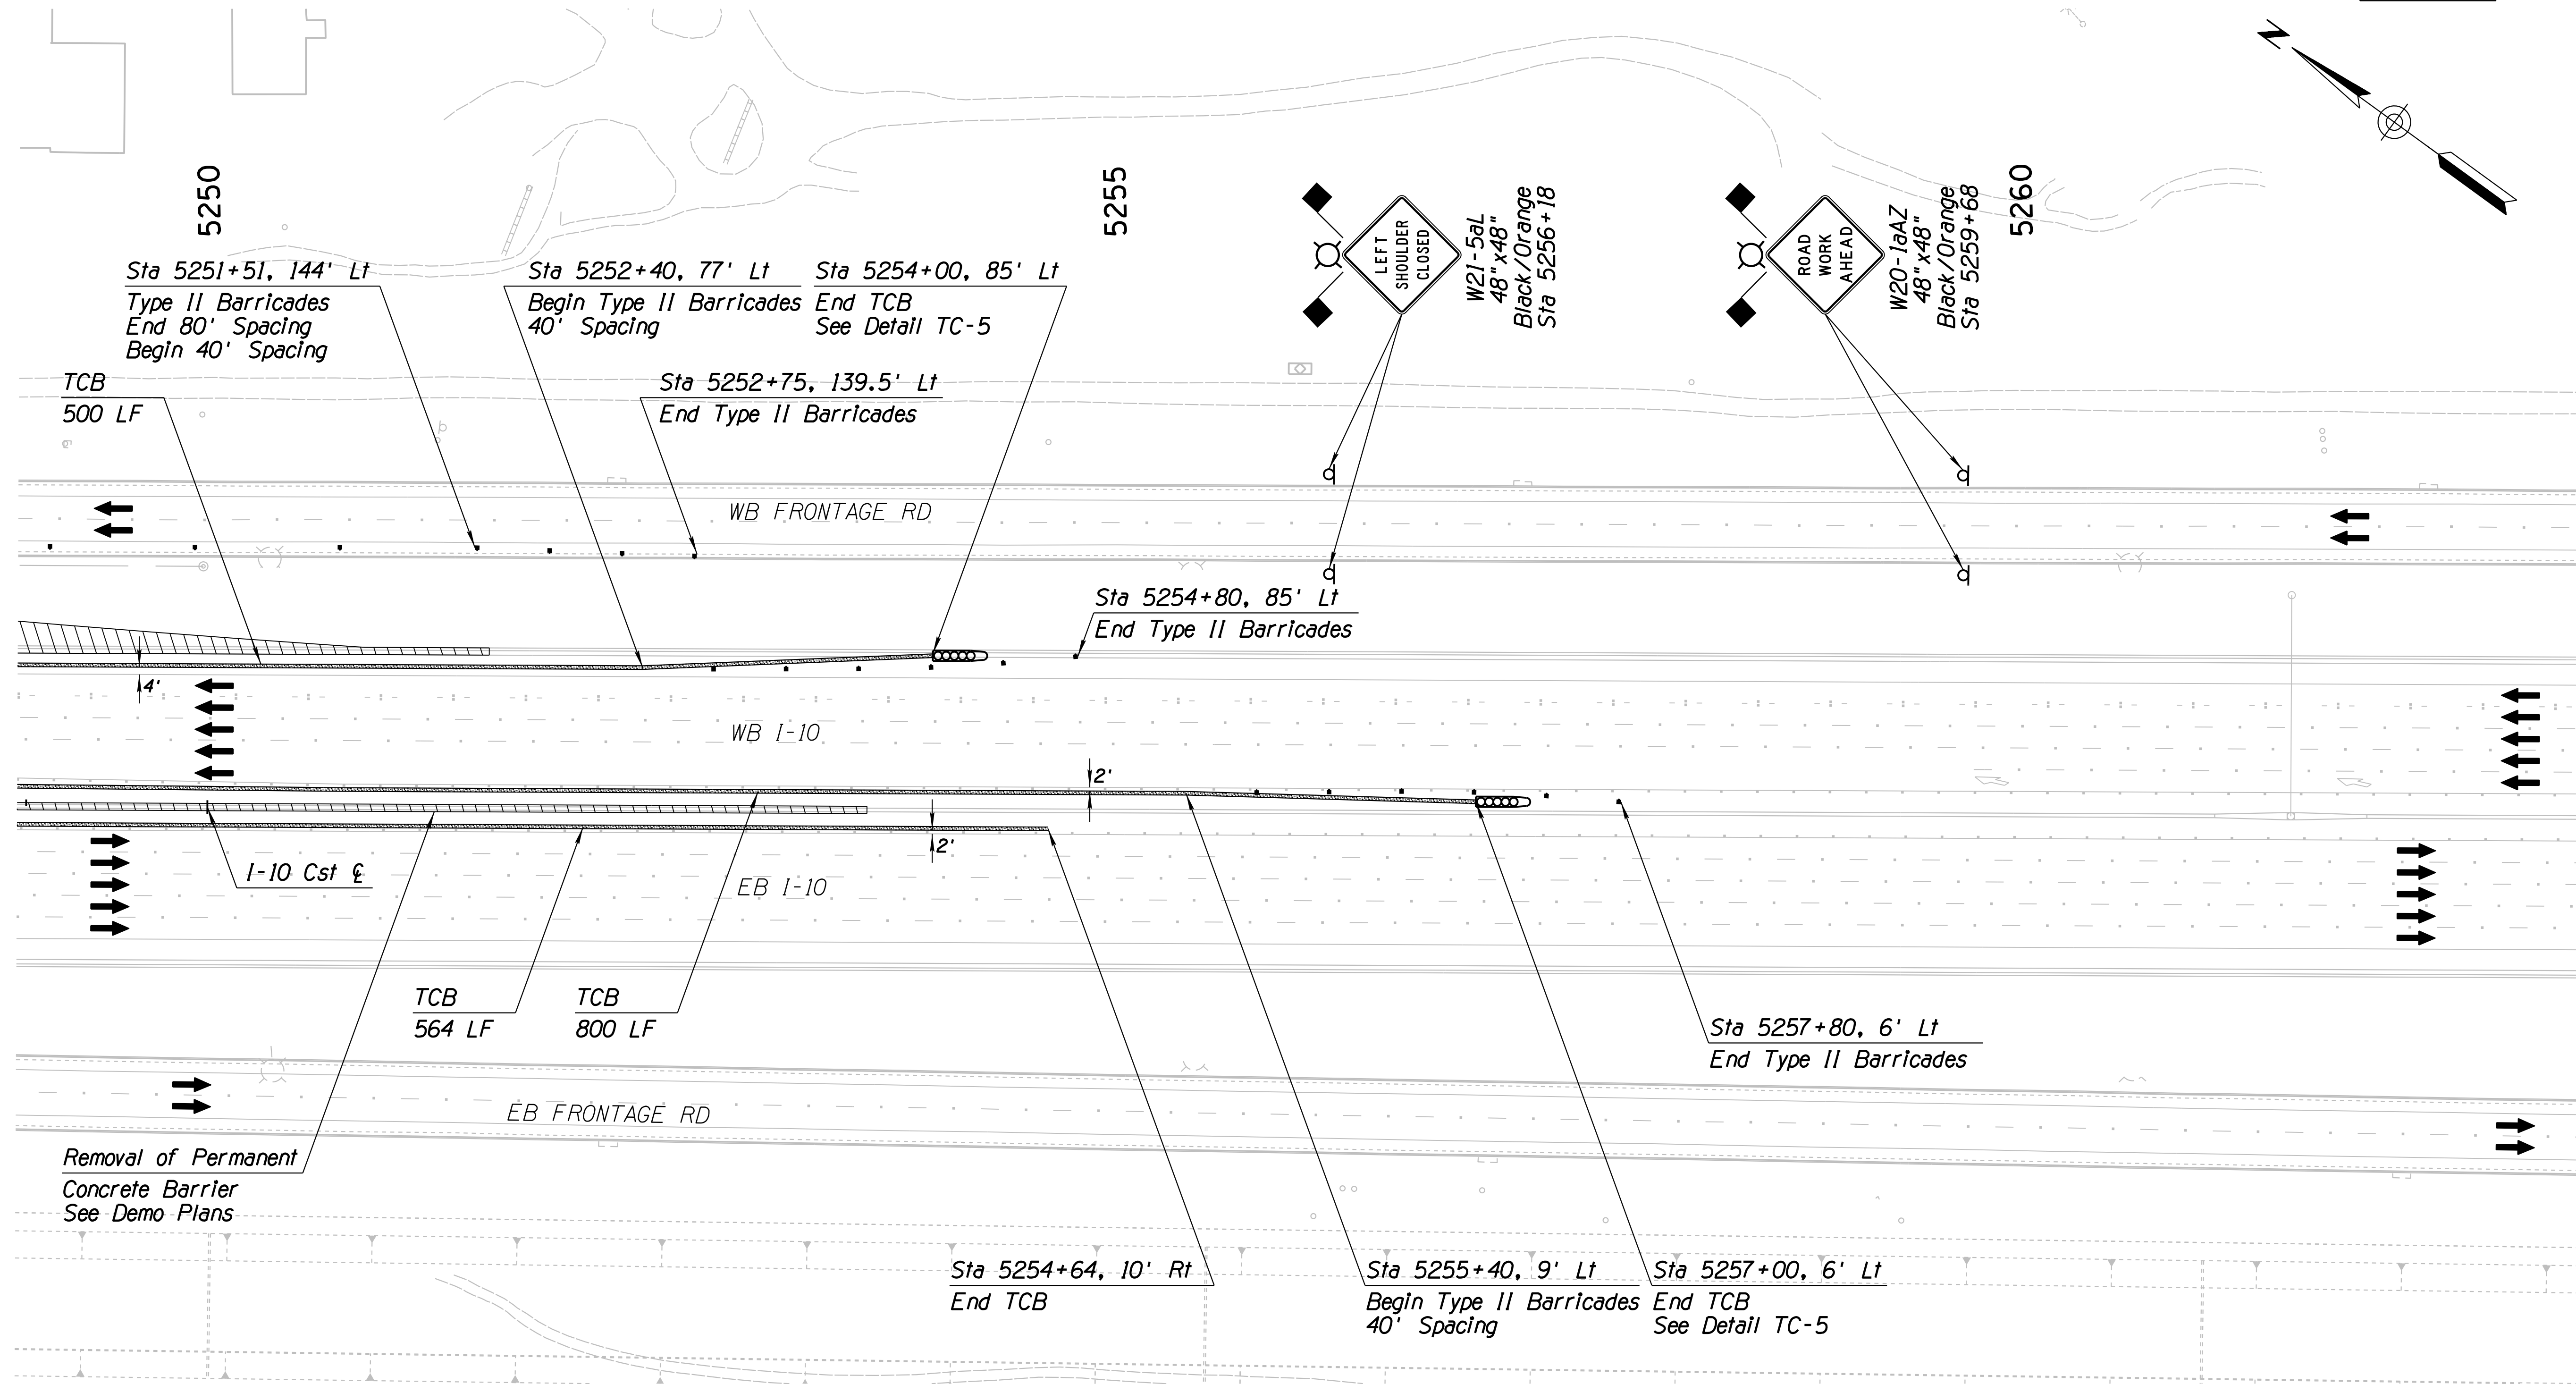 N
5250
5255
5260
Sta 5251+51, 144' Lt
Type II Barricades
End 80' Spacing
Begin 40' Spacing
Sta 5252+40, 77' Lt
Begin Type II Barricades
40' Spacing
Sta 5254+00, 85' Lt
End TCB
See Detail TC-5
LEFT
SHOULDER
CLOSED
W21-5aL
48"x48"
Black/Orange
Sta 5256+18
ROAD
WORK
AHEAD
W20-1aAZ
48"x48"
Black/Orange
Sta 5259+68
TCB
500 LF
Sta 5252+75, 139.5' Lt
End Type II Barricades
WB FRONTAGE RD
Sta 5254+80, 85' Lt
End Type II Barricades
4'
WB I-10
2'
2'
I-10 Cst ℄
EB I-10
TCB
564 LF
TCB
800 LF
Sta 5257+80, 6' Lt
End Type II Barricades
EB FRONTAGE RD
Removal of Permanent
Concrete Barrier
See Demo Plans
Sta 5254+64, 10' Rt
End TCB
Sta 5255+40, 9' Lt
Begin Type II Barricades
40' Spacing
Sta 5257+00, 6' Lt
End TCB
See Detail TC-5